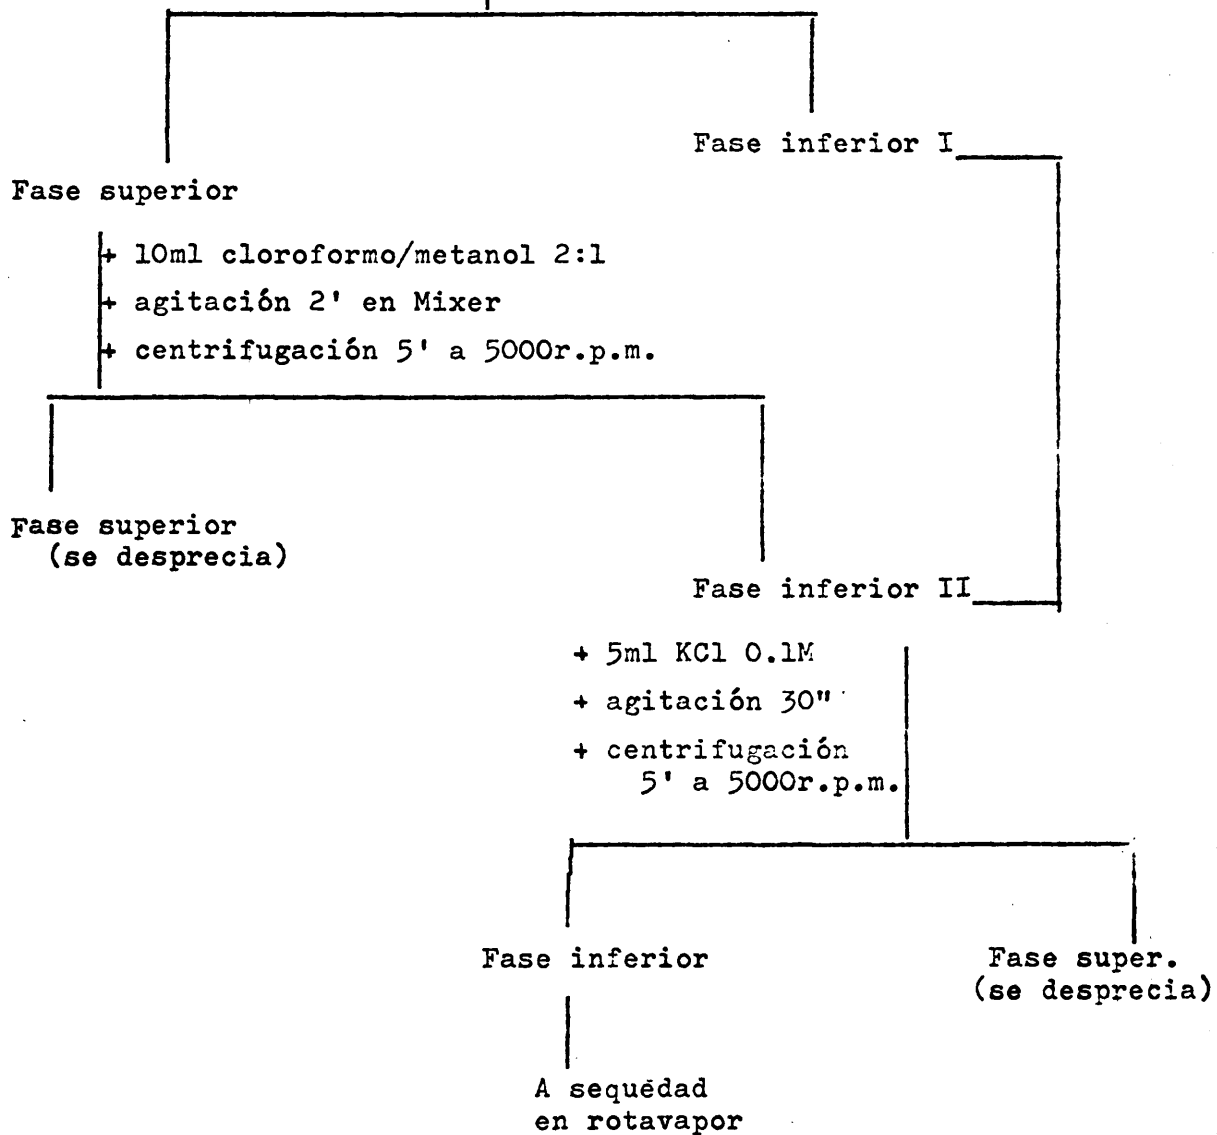 Fase inferior I
Fase superior
+ 10ml cloroformo/metanol 2:1
+ agitación 2' en Mixer
+ centrifugación 5' a 5000r.p.m.
Fase superior
(se desprecia)
Fase inferior II
+ 5ml KCl 0.1M
+ agitación 30"
+ centrifugación
5' a 5000r.p.m.
Fase inferior
Fase super.
(se desprecia)
A sequédad
en rotavapor